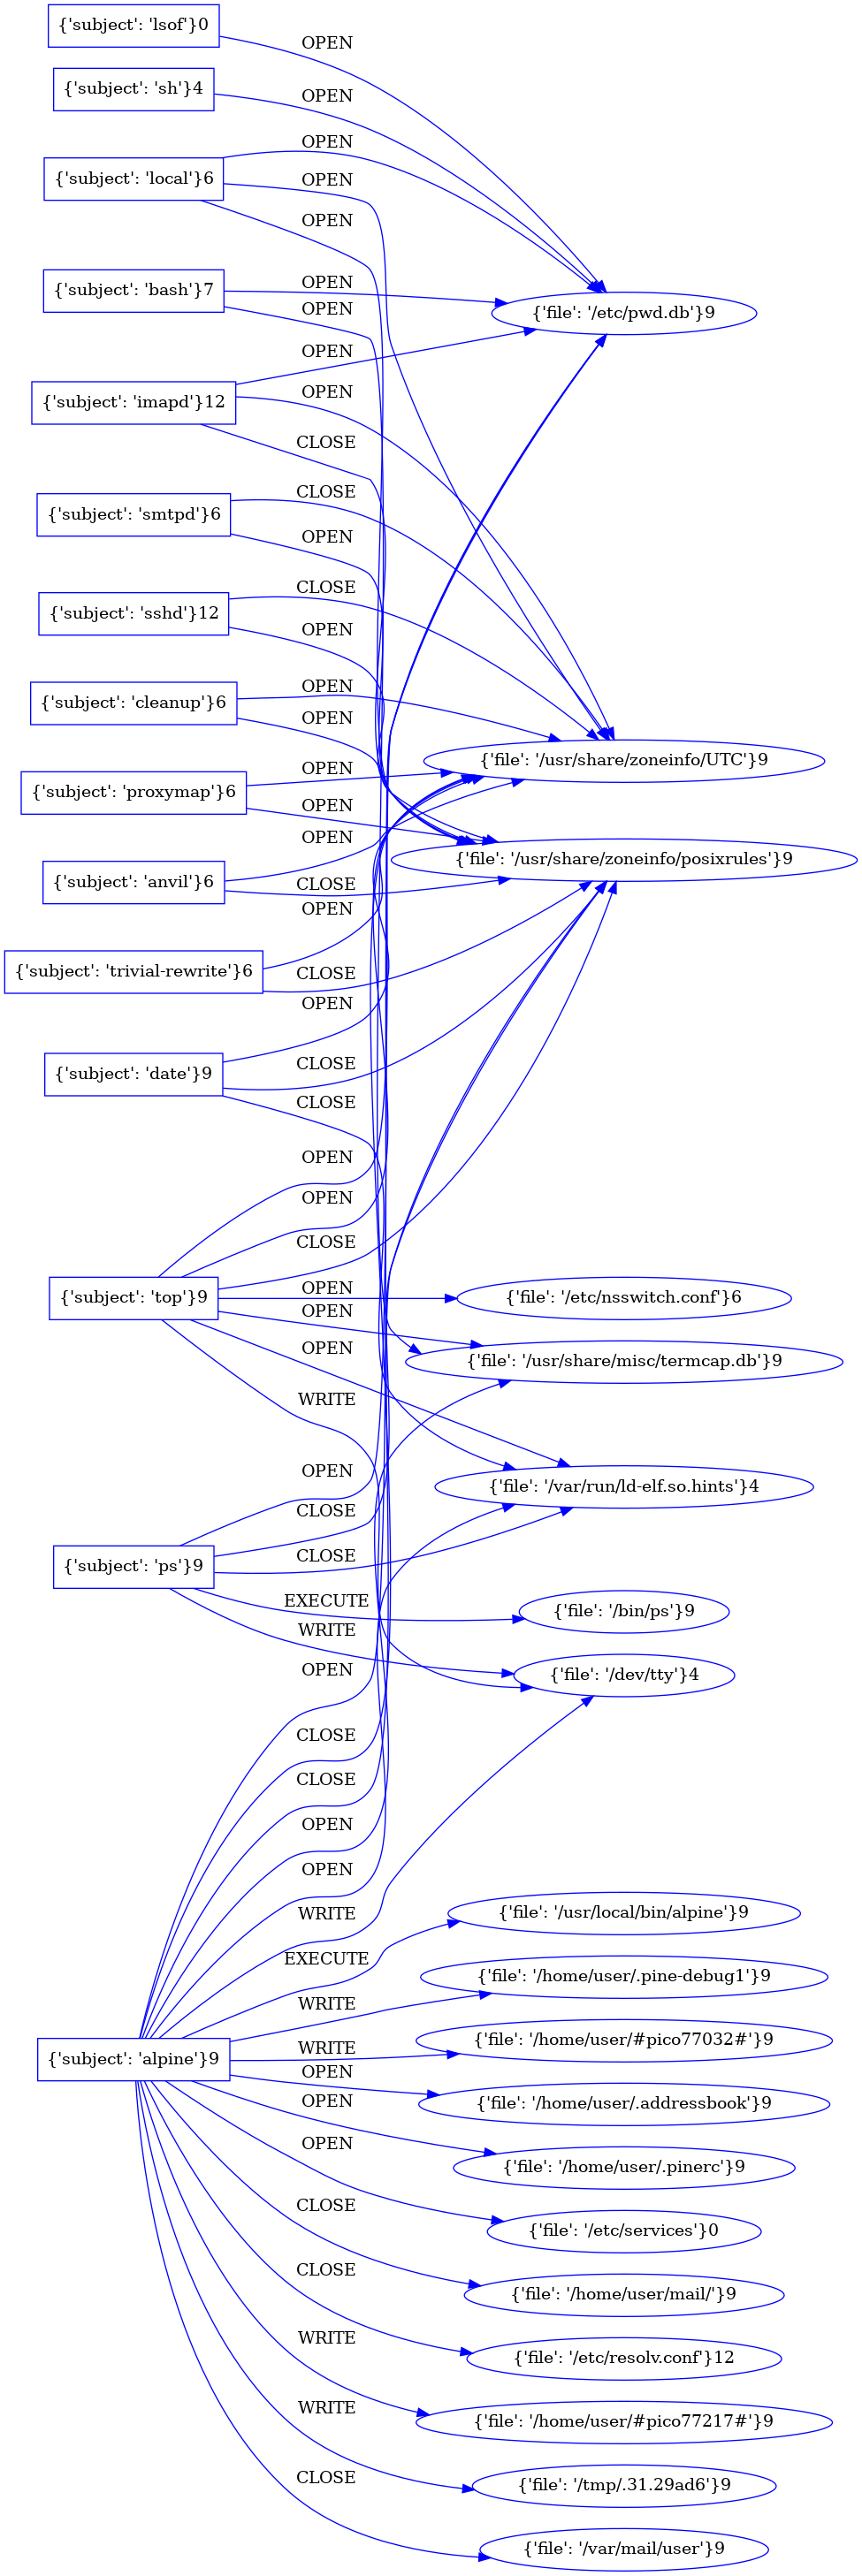 {'subject': 'lsof'}0
OPEN
{'subject': 'sh'}4
OPEN
OPEN
{'subject': 'local'}6
OPEN
OPEN
{'subject': 'bash'}7
OPEN
OPEN
{'file': '/etc/pwd.db'}9
OPEN
{'subject': 'imapd'}12
OPEN
CLOSE
CLOSE
{'subject': 'smtpd'}6
OPEN
CLOSE
{'subject': 'sshd'}12
OPEN
OPEN
{'subject': 'cleanup'}6
OPEN
{'file': '/usr/share/zoneinfo/UTC'}9
OPEN
{'subject': 'proxymap'}6
OPEN
OPEN
{'file': '/usr/share/zoneinfo/posixrules'}9
{'subject': 'anvil'}6
CLOSE
OPEN
{'subject': 'trivial-rewrite'}6
CLOSE
OPEN
{'subject': 'date'}9
CLOSE
CLOSE
OPEN
OPEN
CLOSE
{'subject': 'top'}9
OPEN
{'file': '/etc/nsswitch.conf'}6
OPEN
OPEN
{'file': '/usr/share/misc/termcap.db'}9
WRITE
OPEN
{'file': '/var/run/ld-elf.so.hints'}4
CLOSE
{'subject': 'ps'}9
CLOSE
EXECUTE
{'file': '/bin/ps'}9
WRITE
OPEN
{'file': '/dev/tty'}4
CLOSE
CLOSE
OPEN
OPEN
WRITE
{'file': '/usr/local/bin/alpine'}9
EXECUTE
{'file': '/home/user/.pine-debug1'}9
WRITE
{'file': '/home/user/#pico77032#'}9
WRITE
{'subject': 'alpine'}9
OPEN
{'file': '/home/user/.addressbook'}9
OPEN
OPEN
{'file': '/home/user/.pinerc'}9
CLOSE
{'file': '/etc/services'}0
CLOSE
{'file': '/home/user/mail/'}9
WRITE
{'file': '/etc/resolv.conf'}12
WRITE
{'file': '/home/user/#pico77217#'}9
CLOSE
{'file': '/tmp/.31.29ad6'}9
{'file': '/var/mail/user'}9